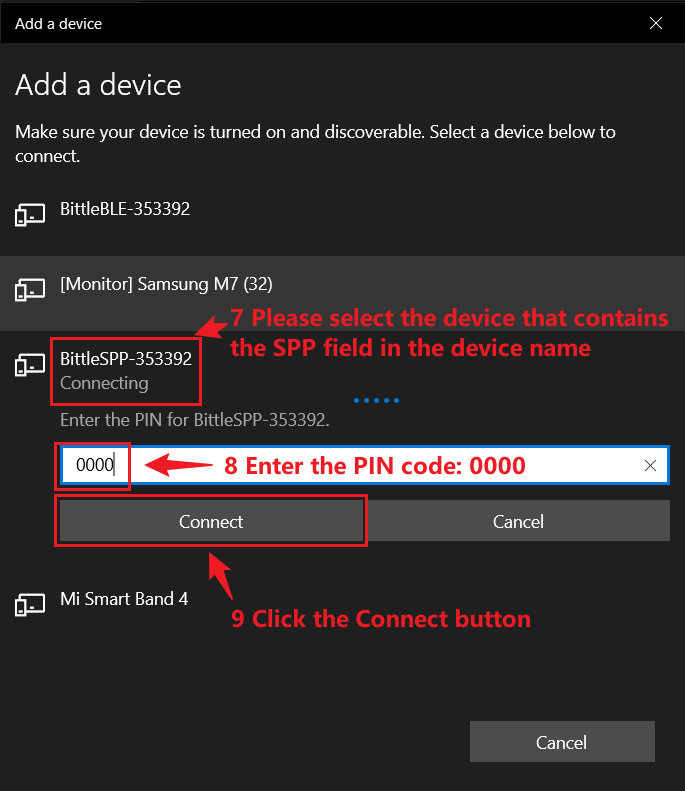 Add a device
Add a device
Make sure your device is turned on and discoverable. Select a device below to
connect.
BittleBLE-353392
[Monitor] Samsung M7 (32)
7 Please select the device that contains
the SPP field in the device name
BittleSPP-353392
Connecting
Enter the PIN for BittleSPP-353392.
0000
8 Enter the PIN code: 0000
Connect
Cancel
Mi Smart Band 4
9 Click the Connect button
Cancel